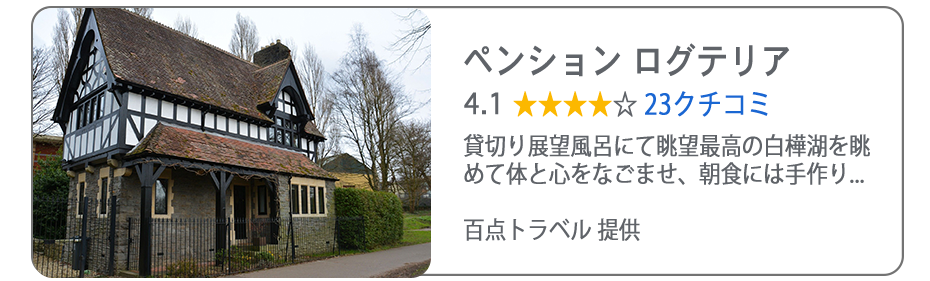 ペンション ログテリア
4.1 ★★★★☆ 23クチコミ
貸切り展望風呂にて眺望最高の白樺湖を眺
めて体と心をなごませ、朝食には手作り...
百点トラベル 提供